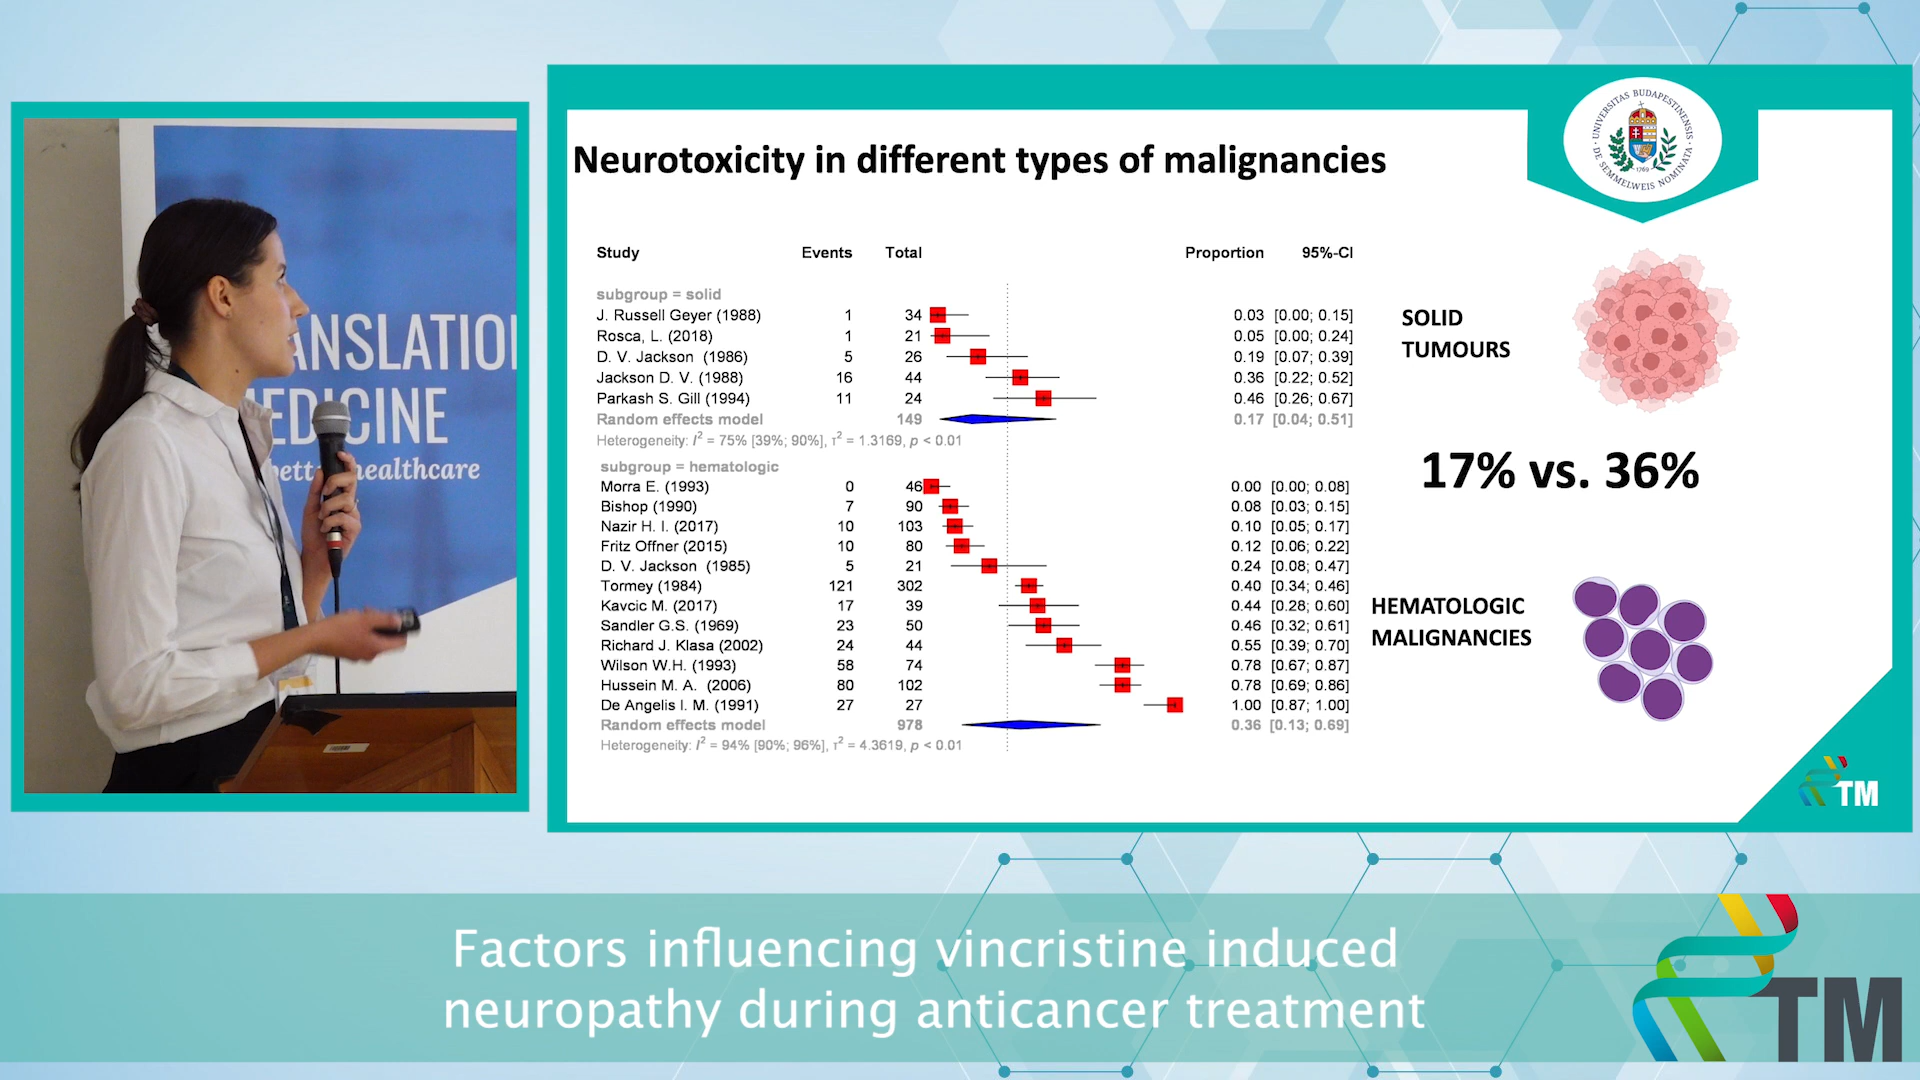 ANSLATIO
EDICINE
bett healthcare
UNIVERSITAS BUDAPESTINENSIS
DE SEMMELWEIS NOMINATA
1769
Neurotoxicity in different types of malignancies
Study Events Total Proportion 95%-CI
subgroup = solid
J. Russell Geyer (1988) 1 34 0.03 [0.00; 0.15]
Rosca, L. (2018) 1 21 0.05 [0.00; 0.24]
D. V. Jackson (1986) 5 26 0.19 [0.07; 0.39]
Jackson D. V. (1988) 16 44 0.36 [0.22; 0.52]
Parkash S. Gill (1994) 11 24 0.46 [0.26; 0.67]
Random effects model 149 0.17 [0.04; 0.51]
Heterogeneity: I² = 75% [39%; 90%], τ² = 1.3169, p < 0.01
subgroup = hematologic
Morra E. (1993) 0 46 0.00 [0.00; 0.08]
Bishop (1990) 7 90 0.08 [0.03; 0.15]
Nazir H. I. (2017) 10 103 0.10 [0.05; 0.17]
Fritz Offner (2015) 10 80 0.12 [0.06; 0.22]
D. V. Jackson (1985) 5 21 0.24 [0.08; 0.47]
Tormey (1984) 121 302 0.40 [0.34; 0.46]
Kavcic M. (2017) 17 39 0.44 [0.28; 0.60]
Sandler G.S. (1969) 23 50 0.46 [0.32; 0.61]
Richard J. Klasa (2002) 24 44 0.55 [0.39; 0.70]
Wilson W.H. (1993) 58 74 0.78 [0.67; 0.87]
Hussein M. A. (2006) 80 102 0.78 [0.69; 0.86]
De Angelis I. M. (1991) 27 27 1.00 [0.87; 1.00]
Random effects model 978 0.36 [0.13; 0.69]
Heterogeneity: I² = 94% [90%; 96%], τ² = 4.3619, p < 0.01
SOLID
TUMOURS
17% vs. 36%
HEMATOLOGIC
MALIGNANCIES
TM
Factors influencing vincristine induced
neuropathy during anticancer treatment
TM